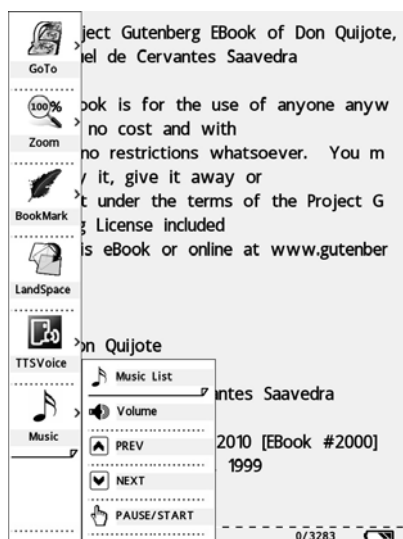 ject Gutenberg EBook of Don Quijote,
el de Cervantes Saavedra
ook is for the use of anyone anyw
no cost and with
no restrictions whatsoever. You m
it, give it away or
t under the terms of the Project G
License included
is eBook or online at www.gutenber
on Quijote
ntes Saavedra
2010 [EBook #2000]
1999
GoTo
100%
Zoom
BookMark
LandSpace
TTSVoice
Music
Music List
Volume
PREV
NEXT
PAUSE/START
0/3283